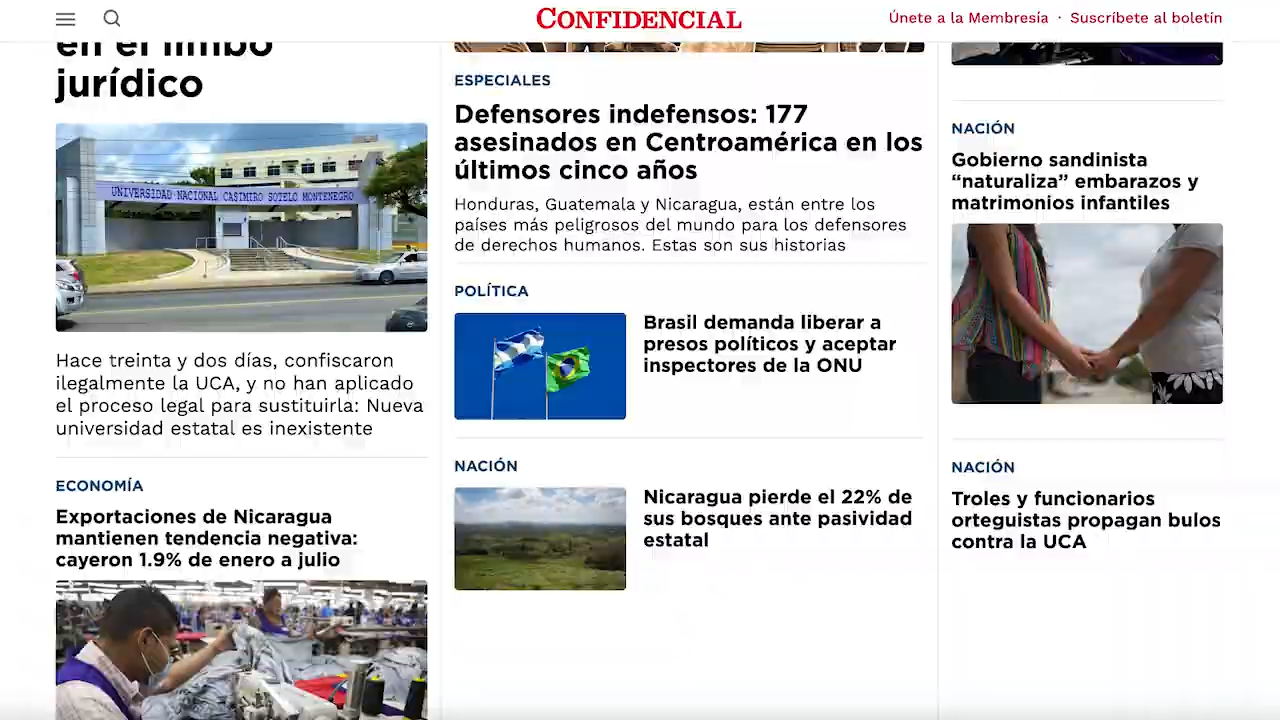 CONFIDENCIAL
Únete a la Membresía · Suscríbete al boletín
en el limbo
jurídico
UNIVERSIDAD NACIONAL CASIMIRO SOTELO MONTENEGRO
Hace treinta y dos días, confiscaron
ilegalmente la UCA, y no han aplicado
el proceso legal para sustituirla: Nueva
universidad estatal es inexistente
ECONOMÍA
Exportaciones de Nicaragua
mantienen tendencia negativa:
cayeron 1.9% de enero a julio
ESPECIALES
Defensores indefensos: 177
asesinados en Centroamérica en los
últimos cinco años
Honduras, Guatemala y Nicaragua, están entre los
países más peligrosos del mundo para los defensores
de derechos humanos. Estas son sus historias
POLÍTICA
Brasil demanda liberar a
presos políticos y aceptar
inspectores de la ONU
NACIÓN
Nicaragua pierde el 22% de
sus bosques ante pasividad
estatal
NACIÓN
Gobierno sandinista
“naturaliza” embarazos y
matrimonios infantiles
NACIÓN
Troles y funcionarios
orteguistas propagan bulos
contra la UCA